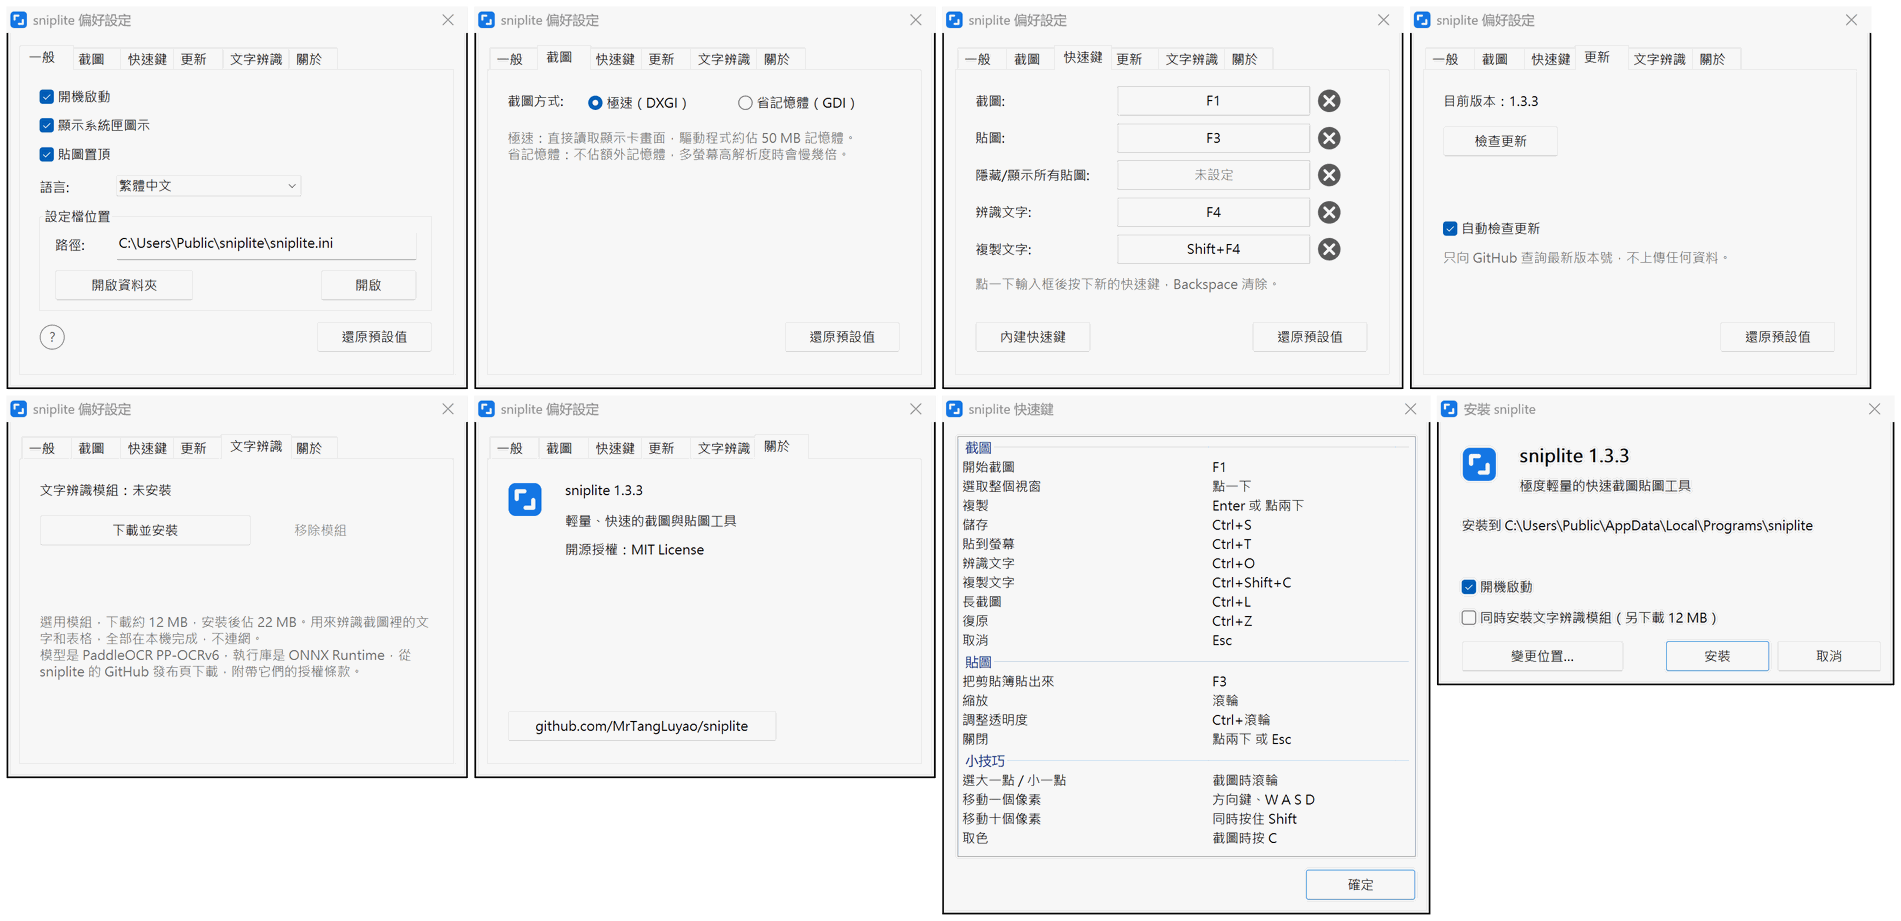 sniplite 偏好設定
一般 截圖 快速鍵 更新 文字辨識 關於
開機啟動
顯示系統匣圖示
貼圖置頂
語言: 繁體中文
設定檔位置
路徑: C:\Users\Public\sniplite\sniplite.ini
開啟資料夾 開啟
? 還原預設值
sniplite 偏好設定
一般 截圖 快速鍵 更新 文字辨識 關於
截圖方式: 極速（DXGI） 省記憶體（GDI）
極速：直接讀取顯示卡畫面，驅動程式約佔 50 MB 記憶體。
省記憶體：不佔額外記憶體，多螢幕高解析度時會慢幾倍。
還原預設值
sniplite 偏好設定
一般 截圖 快速鍵 更新 文字辨識 關於
截圖: F1
貼圖: F3
隱藏/顯示所有貼圖: 未設定
辨識文字: F4
複製文字: Shift+F4
點一下輸入框後按下新的快速鍵，Backspace 清除。
內建快速鍵 還原預設值
sniplite 偏好設定
一般 截圖 快速鍵 更新 文字辨識 關於
目前版本：1.3.3
檢查更新
自動檢查更新
只向 GitHub 查詢最新版本號，不上傳任何資料。
還原預設值
sniplite 偏好設定
一般 截圖 快速鍵 更新 文字辨識 關於
文字辨識模組：未安裝
下載並安裝 移除模組
選用模組，下載約 12 MB，安裝後佔 22 MB。用來辨識截圖裡的文
字和表格，全部在本機完成，不連網。
模型是 PaddleOCR PP-OCRv6，執行庫是 ONNX Runtime，從
sniplite 的 GitHub 發布頁下載，附帶它們的授權條款。
sniplite 偏好設定
一般 截圖 快速鍵 更新 文字辨識 關於
sniplite 1.3.3
輕量、快速的截圖與貼圖工具
開源授權：MIT License
github.com/MrTangLuyao/sniplite
sniplite 快速鍵
截圖
開始截圖 F1
選取整個視窗 點一下
複製 Enter 或 點兩下
儲存 Ctrl+S
貼到螢幕 Ctrl+T
辨識文字 Ctrl+O
複製文字 Ctrl+Shift+C
長截圖 Ctrl+L
復原 Ctrl+Z
取消 Esc
貼圖
把剪貼簿貼出來 F3
縮放 滾輪
調整透明度 Ctrl+滾輪
關閉 點兩下 或 Esc
小技巧
選大一點 / 小一點 截圖時滾輪
移動一個像素 方向鍵、W A S D
移動十個像素 同時按住 Shift
取色 截圖時按 C
確定
安裝 sniplite
sniplite 1.3.3
極度輕量的快速截圖貼圖工具
安裝到 C:\Users\Public\AppData\Local\Programs\sniplite
開機啟動
同時安裝文字辨識模組（另下載 12 MB）
變更位置... 安裝 取消